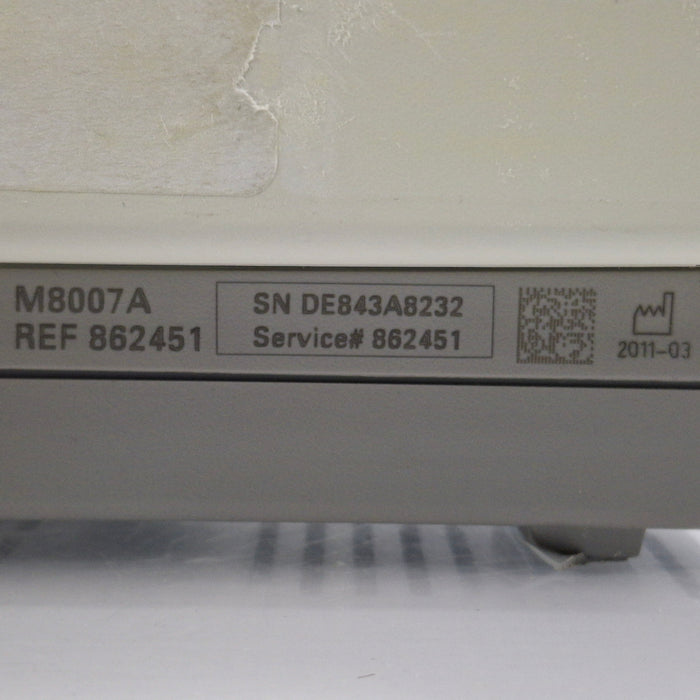 M8007A
REF 862451
SN DE843A8232
Service# 862451
2011-03